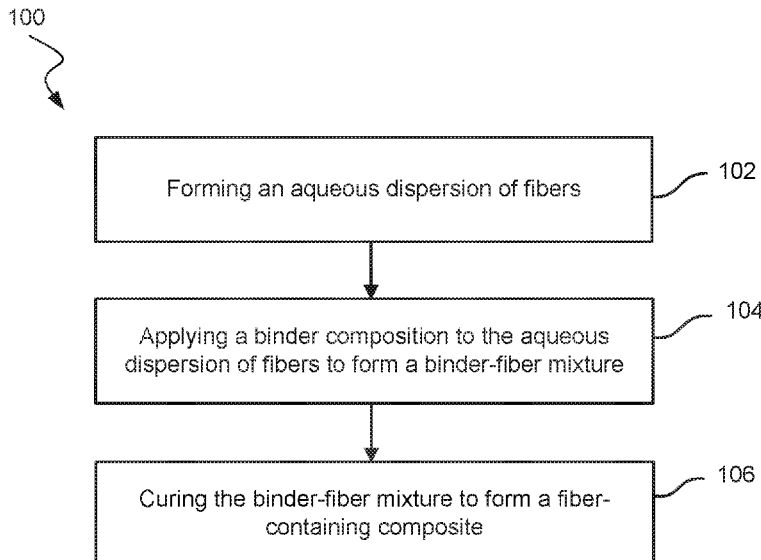 100
Forming an aqueous dispersion of fibers
102
Applying a binder composition to the aqueous
dispersion of fibers to form a binder-fiber mixture
104
Curing the binder-fiber mixture to form a fiber-
containing composite
106